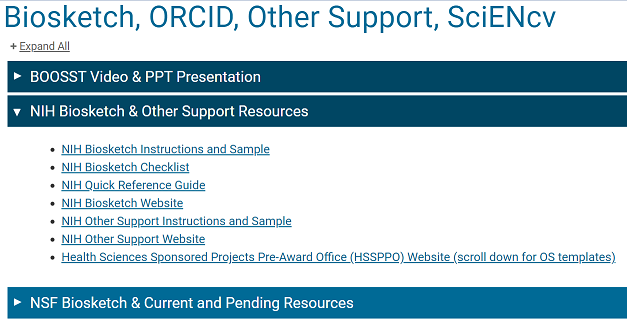 Biosketch, ORCID, Other Support, SciENcv
+ Expand All
BOOSST Video & PPT Presentation
NIH Biosketch & Other Support Resources
NIH Biosketch Instructions and Sample
NIH Biosketch Checklist
NIH Quick Reference Guide
NIH Biosketch Website
NIH Other Support Instructions and Sample
NIH Other Support Website
Health Sciences Sponsored Projects Pre-Award Office (HSSPPO) Website (scroll down for OS templates)
NSF Biosketch & Current and Pending Resources